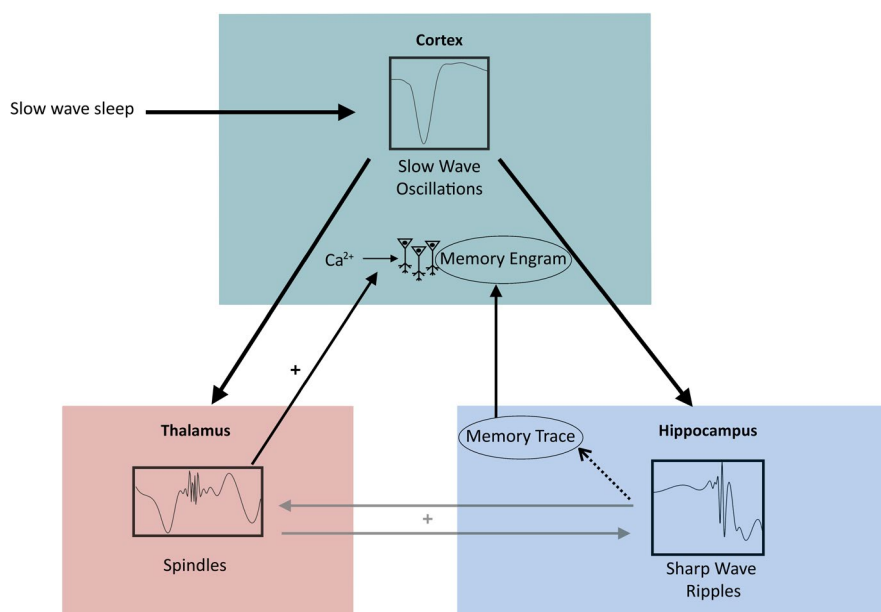 Cortex
Slow wave sleep
Slow Wave
Oscillations
Ca²⁺
Memory Engram
+
Thalamus
Memory Trace
Hippocampus
+
Spindles
Sharp Wave
Ripples